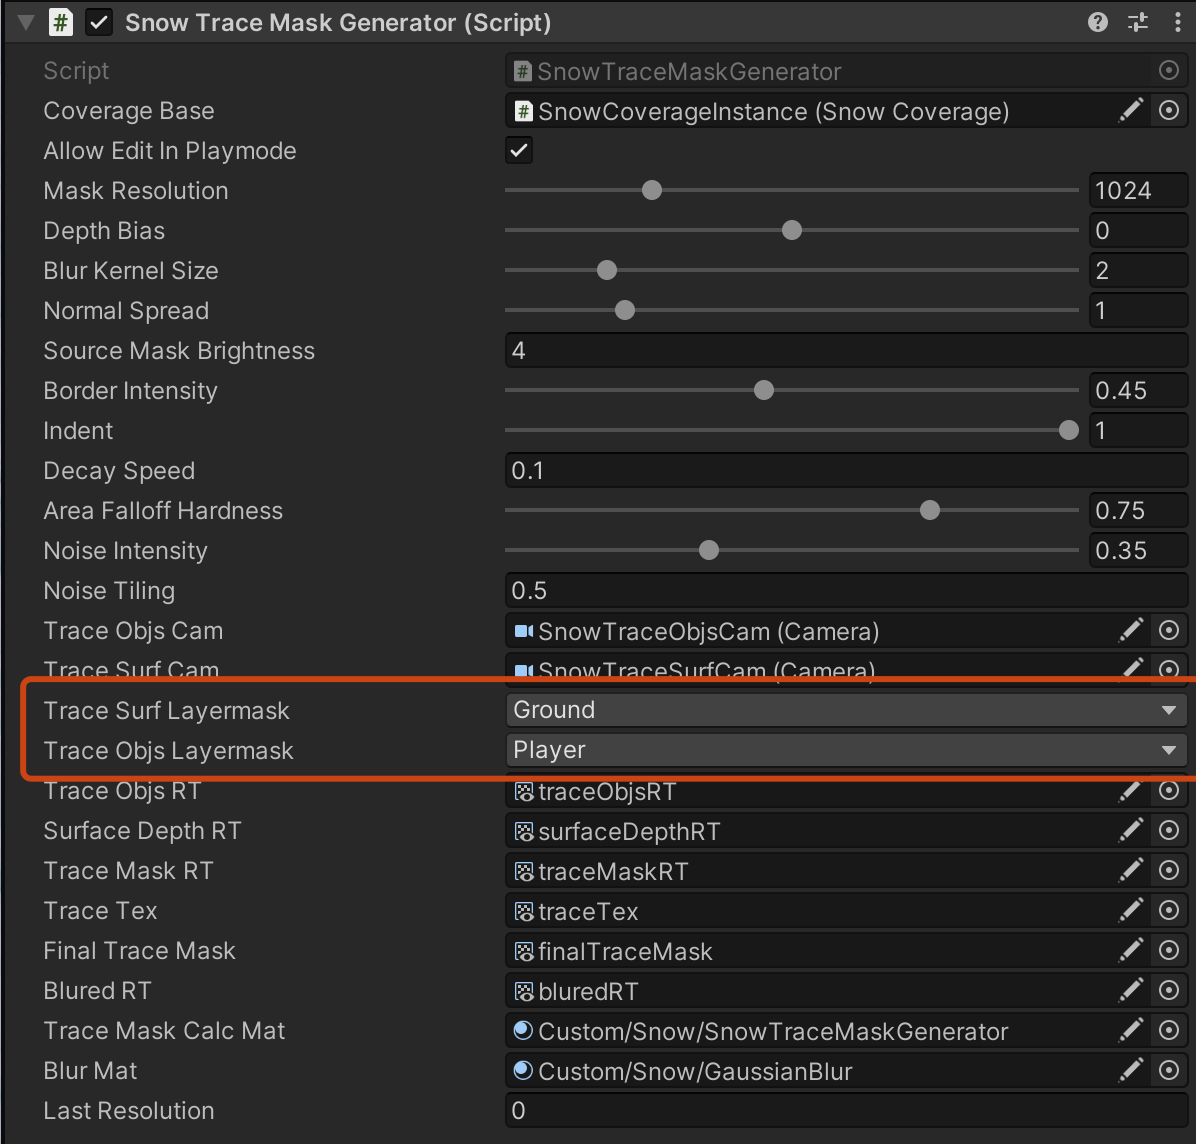 Snow Trace Mask Generator (Script)
Script SnowTraceMaskGenerator
Coverage Base SnowCoverageInstance (Snow Coverage)
Allow Edit In Playmode
Mask Resolution 1024
Depth Bias 0
Blur Kernel Size 2
Normal Spread 1
Source Mask Brightness 4
Border Intensity 0.45
Indent 1
Decay Speed 0.1
Area Falloff Hardness 0.75
Noise Intensity 0.35
Noise Tiling 0.5
Trace Objs Cam SnowTraceObjsCam (Camera)
Trace Surf Cam SnowTraceSurfCam (Camera)
Trace Surf Layermask Ground
Trace Objs Layermask Player
Trace Objs RT traceObjsRT
Surface Depth RT surfaceDepthRT
Trace Mask RT traceMaskRT
Trace Tex traceTex
Final Trace Mask finalTraceMask
Blured RT bluredRT
Trace Mask Calc Mat Custom/Snow/SnowTraceMaskGenerator
Blur Mat Custom/Snow/GaussianBlur
Last Resolution 0